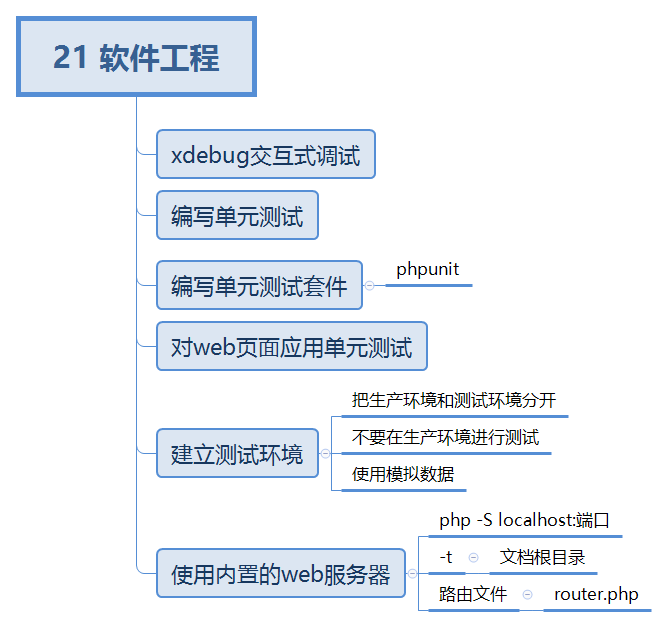 21 软件工程
xdebug交互式调试
编写单元测试
编写单元测试套件
phpunit
对web页面应用单元测试
建立测试环境
把生产环境和测试环境分开
不要在生产环境进行测试
使用模拟数据
使用内置的web服务器
php -S localhost:端口
-t
文档根目录
路由文件
router.php